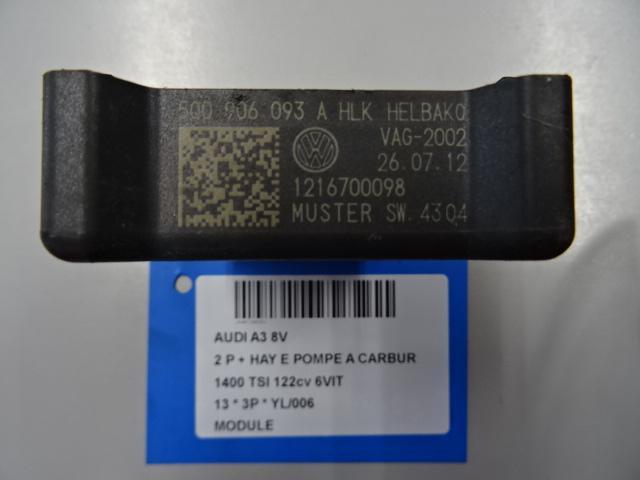 5Q0 906 093 A HLK HELBAKO
VAG-2002
26.07.12
1216700098
MUSTER SW. 4304
AUDI A3 8V
2 P + HAY E POMPE A CARBUR
1400 TSI 122cv 6VIT
13 * 3P * YL/006
MODULE